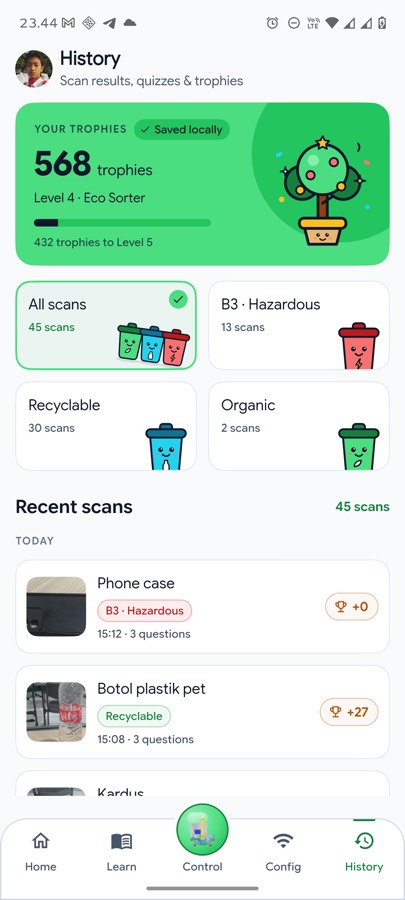 23.44
Vo)) LTE
History
Scan results, quizzes & trophies
YOUR TROPHIES
Saved locally
568 trophies
Level 4 · Eco Sorter
432 trophies to Level 5
All scans
45 scans
B3 · Hazardous
13 scans
Recyclable
30 scans
Organic
2 scans
Recent scans
45 scans
TODAY
Phone case
B3 · Hazardous
15:12 · 3 questions
+0
Botol plastik pet
Recyclable
15:08 · 3 questions
+27
Kardus
Home
Learn
Control
Config
History